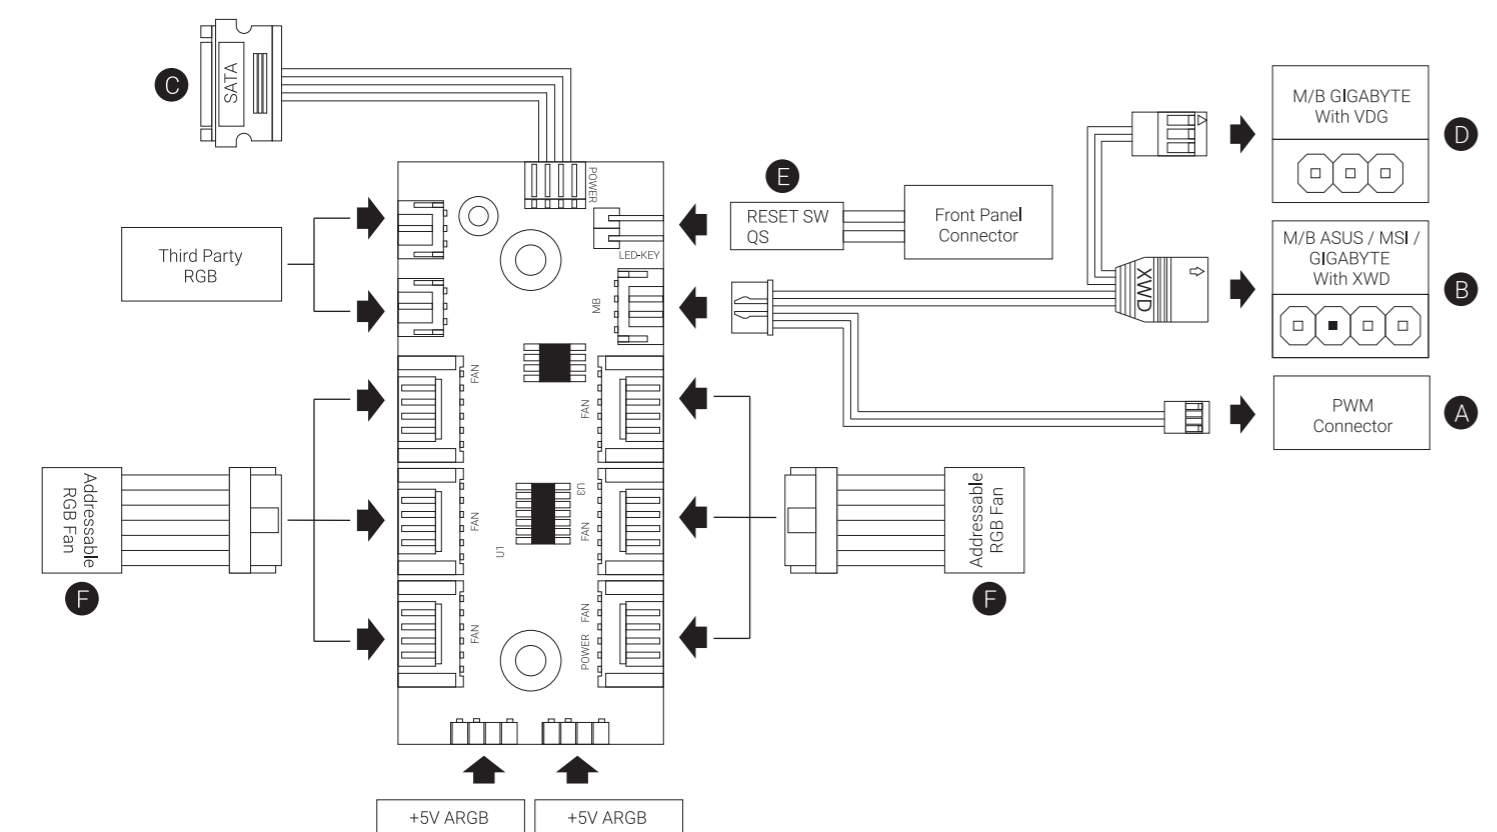 C
SATA
POWER
M/B GIGABYTE
With VDG
D
E
RESET SW
QS
Front Panel
Connector
Third Party
RGB
LED-KEY
MB
XWD
M/B ASUS / MSI /
GIGABYTE
With XWD
B
FAN
FAN
PWM
Connector
A
Addressable
RGB Fan
F
FAN
U3
FAN
U1
Addressable
RGB Fan
F
FAN
POWER FAN
+5V ARGB
+5V ARGB